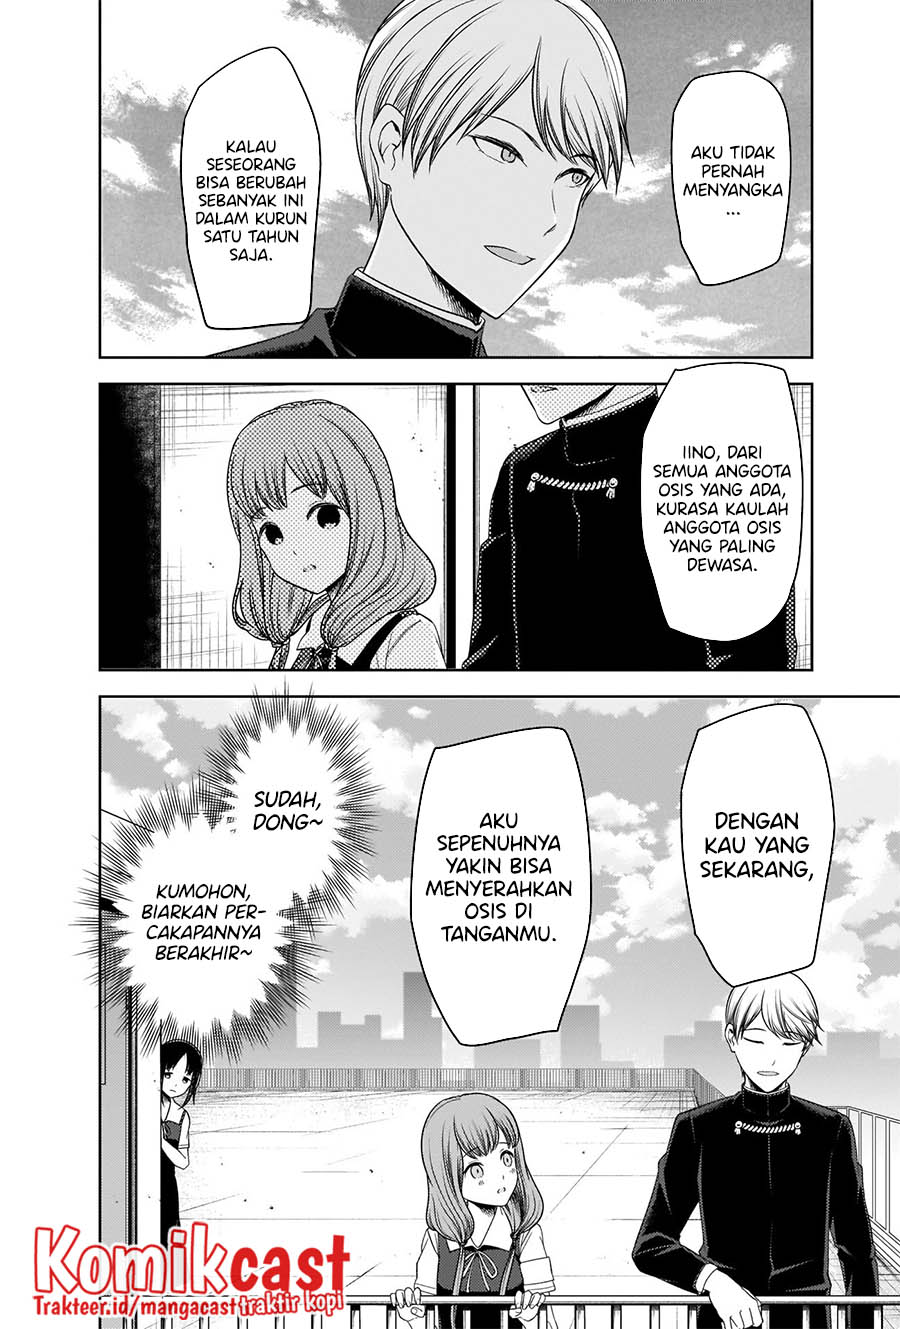 AKU TIDAK
PERNAH
MENYANGKA
...
KALAU
SESEORANG
BISA BERUBAH
SEBANYAK INI
DALAM KURUN
SATU TAHUN
SAJA.
IINO, DARI
SEMUA ANGGOTA
OSIS YANG ADA,
KURASA KAULAH
ANGGOTA OSIS
YANG PALING
DEWASA.
DENGAN
KAU YANG
SEKARANG,
AKU
SEPENUHNYA
YAKIN BISA
MENYERAHKAN
OSIS DI
TANGANMU.
SUDAH,
DONG~
KUMOHON,
BIARKAN PER-
CAKAPANNYA
BERAKHIR~
Komikcast
Trakteer.id/mangacast traktir kopi